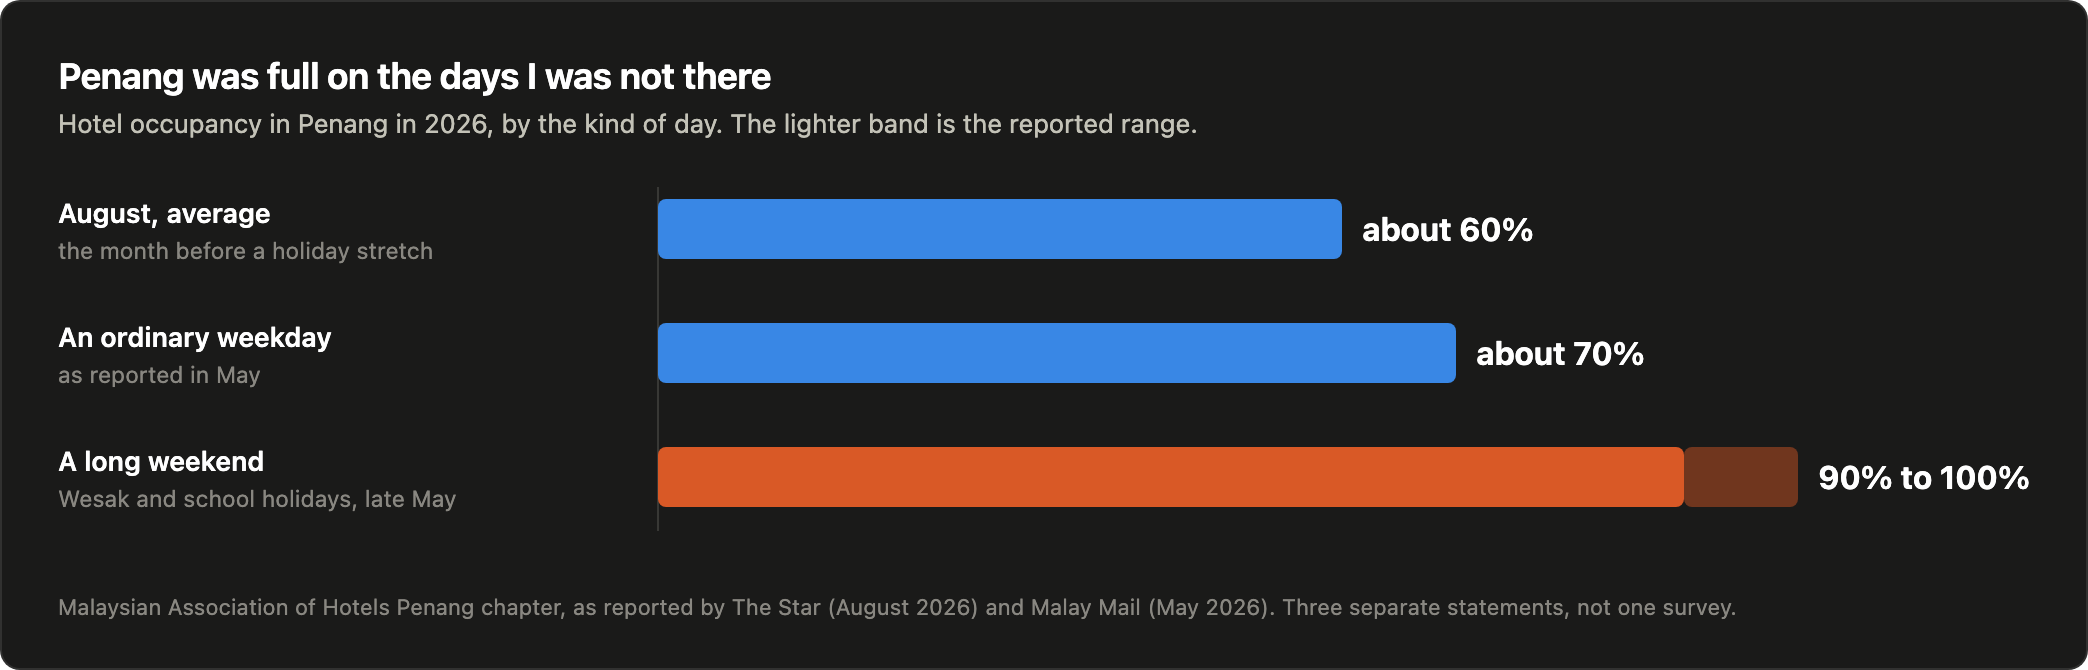 Penang was full on the days I was not there
Hotel occupancy in Penang in 2026, by the kind of day. The lighter band is the reported range.
August, average
the month before a holiday stretch
about 60%
An ordinary weekday
as reported in May
about 70%
A long weekend
Wesak and school holidays, late May
90% to 100%
Malaysian Association of Hotels Penang chapter, as reported by The Star (August 2026) and Malay Mail (May 2026). Three separate statements, not one survey.